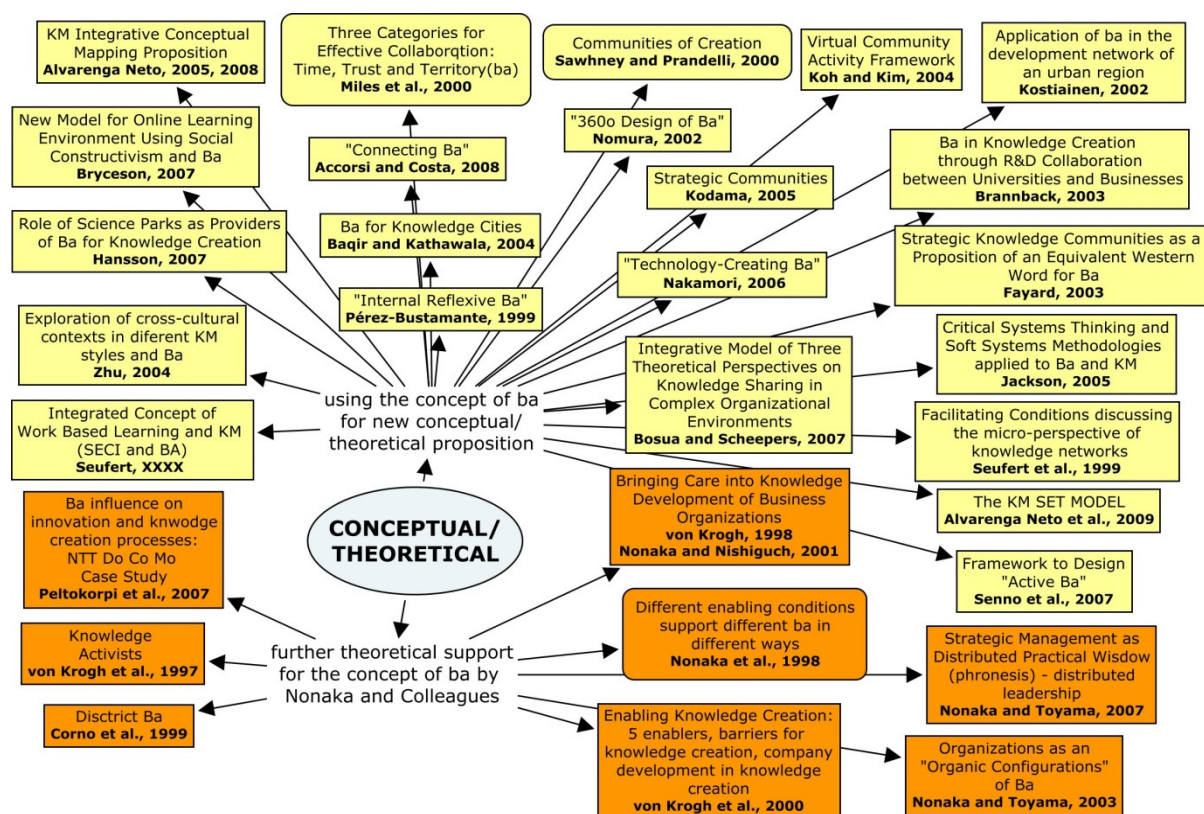 KM Integrative Conceptual
Mapping Proposition
Alvarenga Neto, 2005, 2008
Three Categories for
Effective Collaborqtion:
Time, Trust and Territory(ba)
Miles et al., 2000
Communities of Creation
Sawhney and Prandelli, 2000
Virtual Community
Activity Framework
Koh and Kim, 2004
Application of ba in the
development network of
an urban region
Kostiainen, 2002
New Model for Online Learning
Environment Using Social
Constructivism and Ba
Bryceson, 2007
"Connecting Ba"
Accorsi and Costa, 2008
"360o Design of Ba"
Nomura, 2002
Strategic Communities
Kodama, 2005
Ba in Knowledge Creation
through R&D Collaboration
between Universities and Businesses
Brannback, 2003
Role of Science Parks as Providers
of Ba for Knowledge Creation
Hansson, 2007
Ba for Knowledge Cities
Baqir and Kathawala, 2004
"Technology-Creating Ba"
Nakamori, 2006
Strategic Knowledge Communities as a
Proposition of an Equivalent Western
Word for Ba
Fayard, 2003
"Internal Reflexive Ba"
Pérez-Bustamante, 1999
Exploration of cross-cultural
contexts in diferent KM
styles and Ba
Zhu, 2004
Integrative Model of Three
Theoretical Perspectives on
Knowledge Sharing in
Complex Organizational
Environments
Bosua and Scheepers, 2007
Critical Systems Thinking and
Soft Systems Methodologies
applied to Ba and KM
Jackson, 2005
using the concept of ba
for new conceptual/
theoretical proposition
Integrated Concept of
Work Based Learning and KM
(SECI and BA)
Seufert, XXXX
Facilitating Conditions discussing
the micro-perspective of
knowledge networks
Seufert et al., 1999
Ba influence on
innovation and knwodge
creation processes:
NTT Do Co Mo
Case Study
Peltokorpi et al., 2007
CONCEPTUAL/
THEORETICAL
Bringing Care into Knowledge
Development of Business
Organizations
von Krogh, 1998
Nonaka and Nishiguch, 2001
The KM SET MODEL
Alvarenga Neto et al., 2009
Framework to Design
"Active Ba"
Senno et al., 2007
Knowledge
Activists
von Krogh et al., 1997
further theoretical support
for the concept of ba by
Nonaka and Colleagues
Different enabling conditions
support different ba in
different ways
Nonaka et al., 1998
Strategic Management as
Distributed Practical Wisdow
(phronesis) - distributed
leadership
Nonaka and Toyama, 2007
Disctrict Ba
Corno et al., 1999
Enabling Knowledge Creation:
5 enablers, barriers for
knowledge creation, company
development in knowledge
creation
von Krogh et al., 2000
Organizations as an
"Organic Configurations"
of Ba
Nonaka and Toyama, 2003